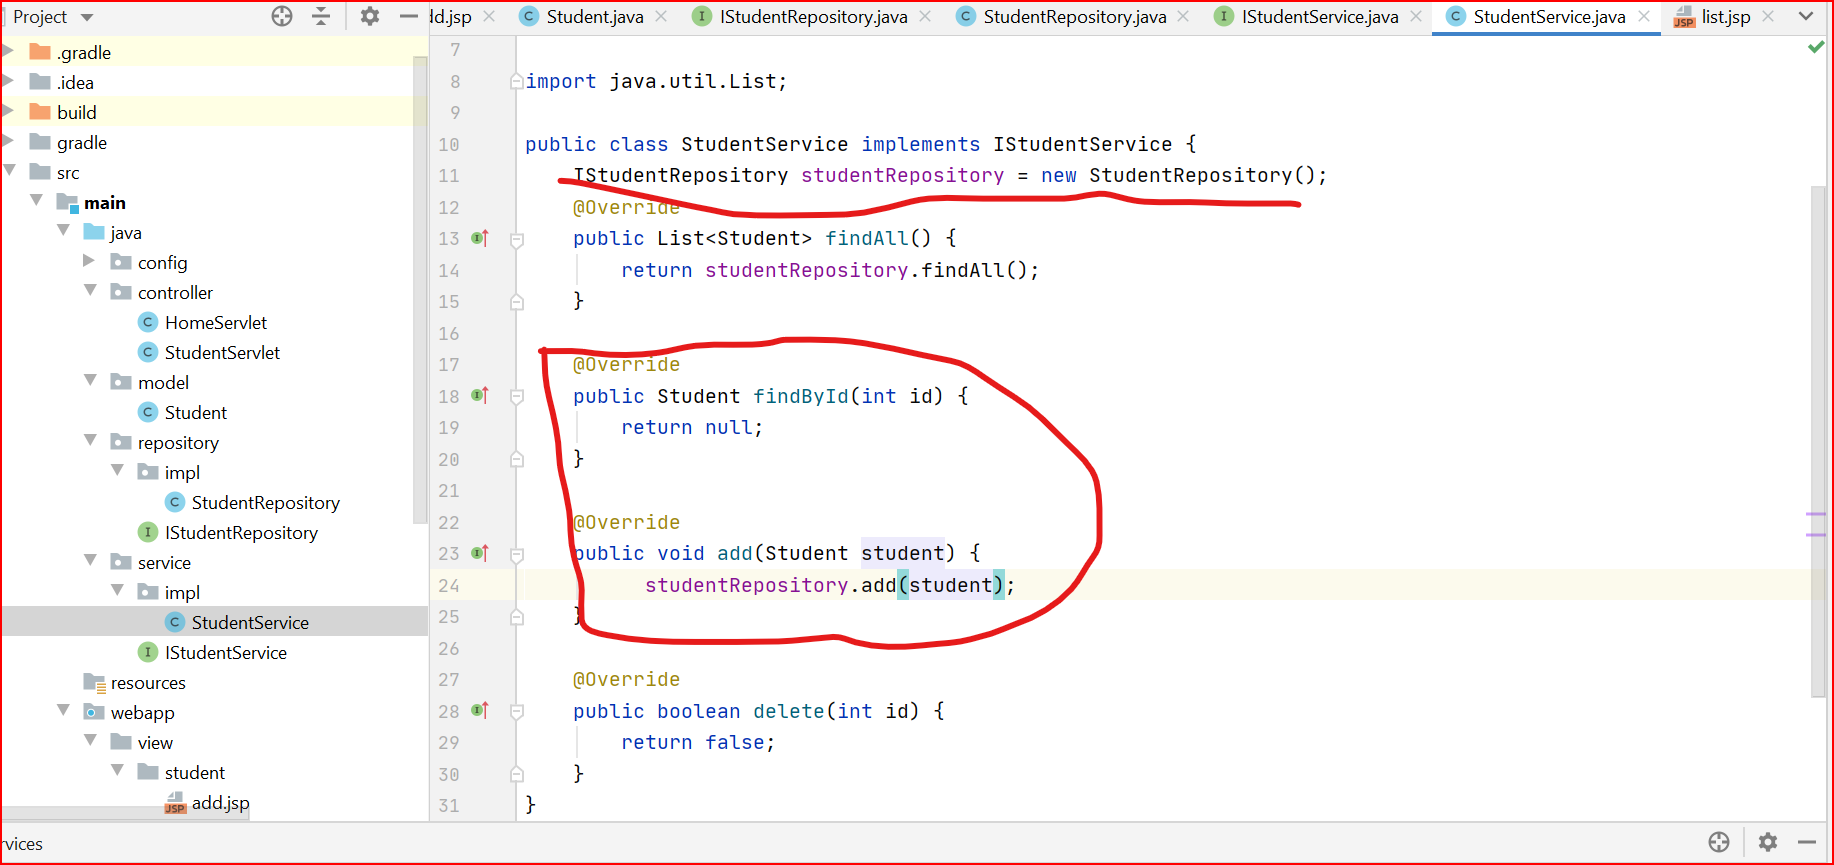 Project
dd.jsp
Student.java
IStudentRepository.java
StudentRepository.java
IStudentService.java
StudentService.java
list.jsp
.gradle
.idea
build
gradle
src
main
java
config
controller
HomeServlet
StudentServlet
model
Student
repository
impl
StudentRepository
IStudentRepository
service
impl
StudentService
IStudentService
resources
webapp
view
student
add.jsp
7
8 import java.util.List;
9
10 public class StudentService implements IStudentService {
11 IStudentRepository studentRepository = new StudentRepository();
12 @Override
13 public List<Student> findAll() {
14 return studentRepository.findAll();
15 }
16
17 @Override
18 public Student findById(int id) {
19 return null;
20 }
21
22 @Override
23 public void add(Student student) {
24 studentRepository.add(student);
25 }
26
27 @Override
28 public boolean delete(int id) {
29 return false;
30 }
31 }
rvices